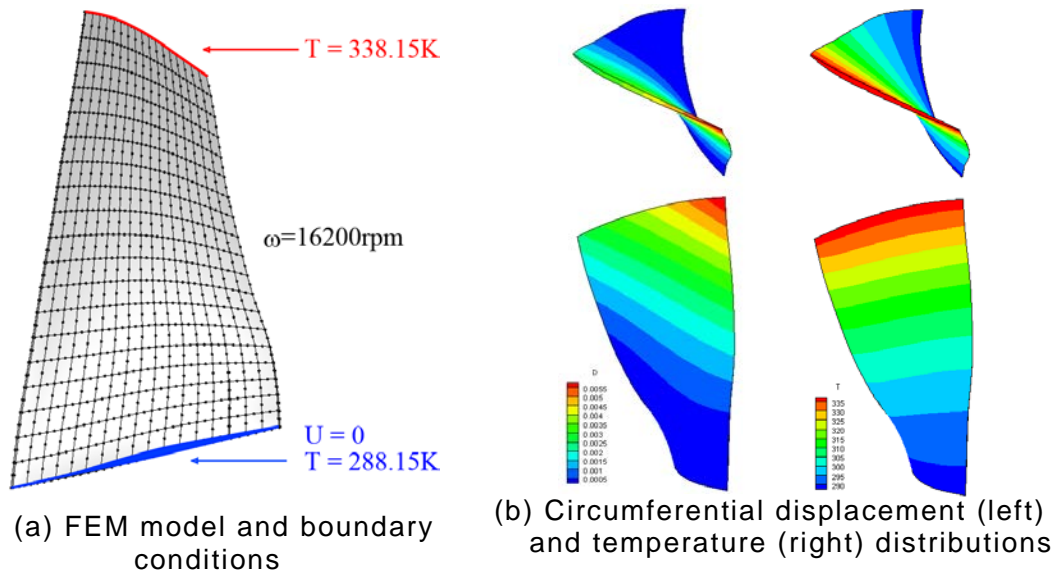 T = 338.15K
ω=16200rpm
U = 0
T = 288.15K
(a) FEM model and boundary
conditions
D
0.0055
0.005
0.0045
0.004
0.0035
0.003
0.0025
0.002
0.0015
0.001
0.0005
T
335
330
325
320
315
310
305
300
295
290
(b) Circumferential displacement (left)
and temperature (right) distributions